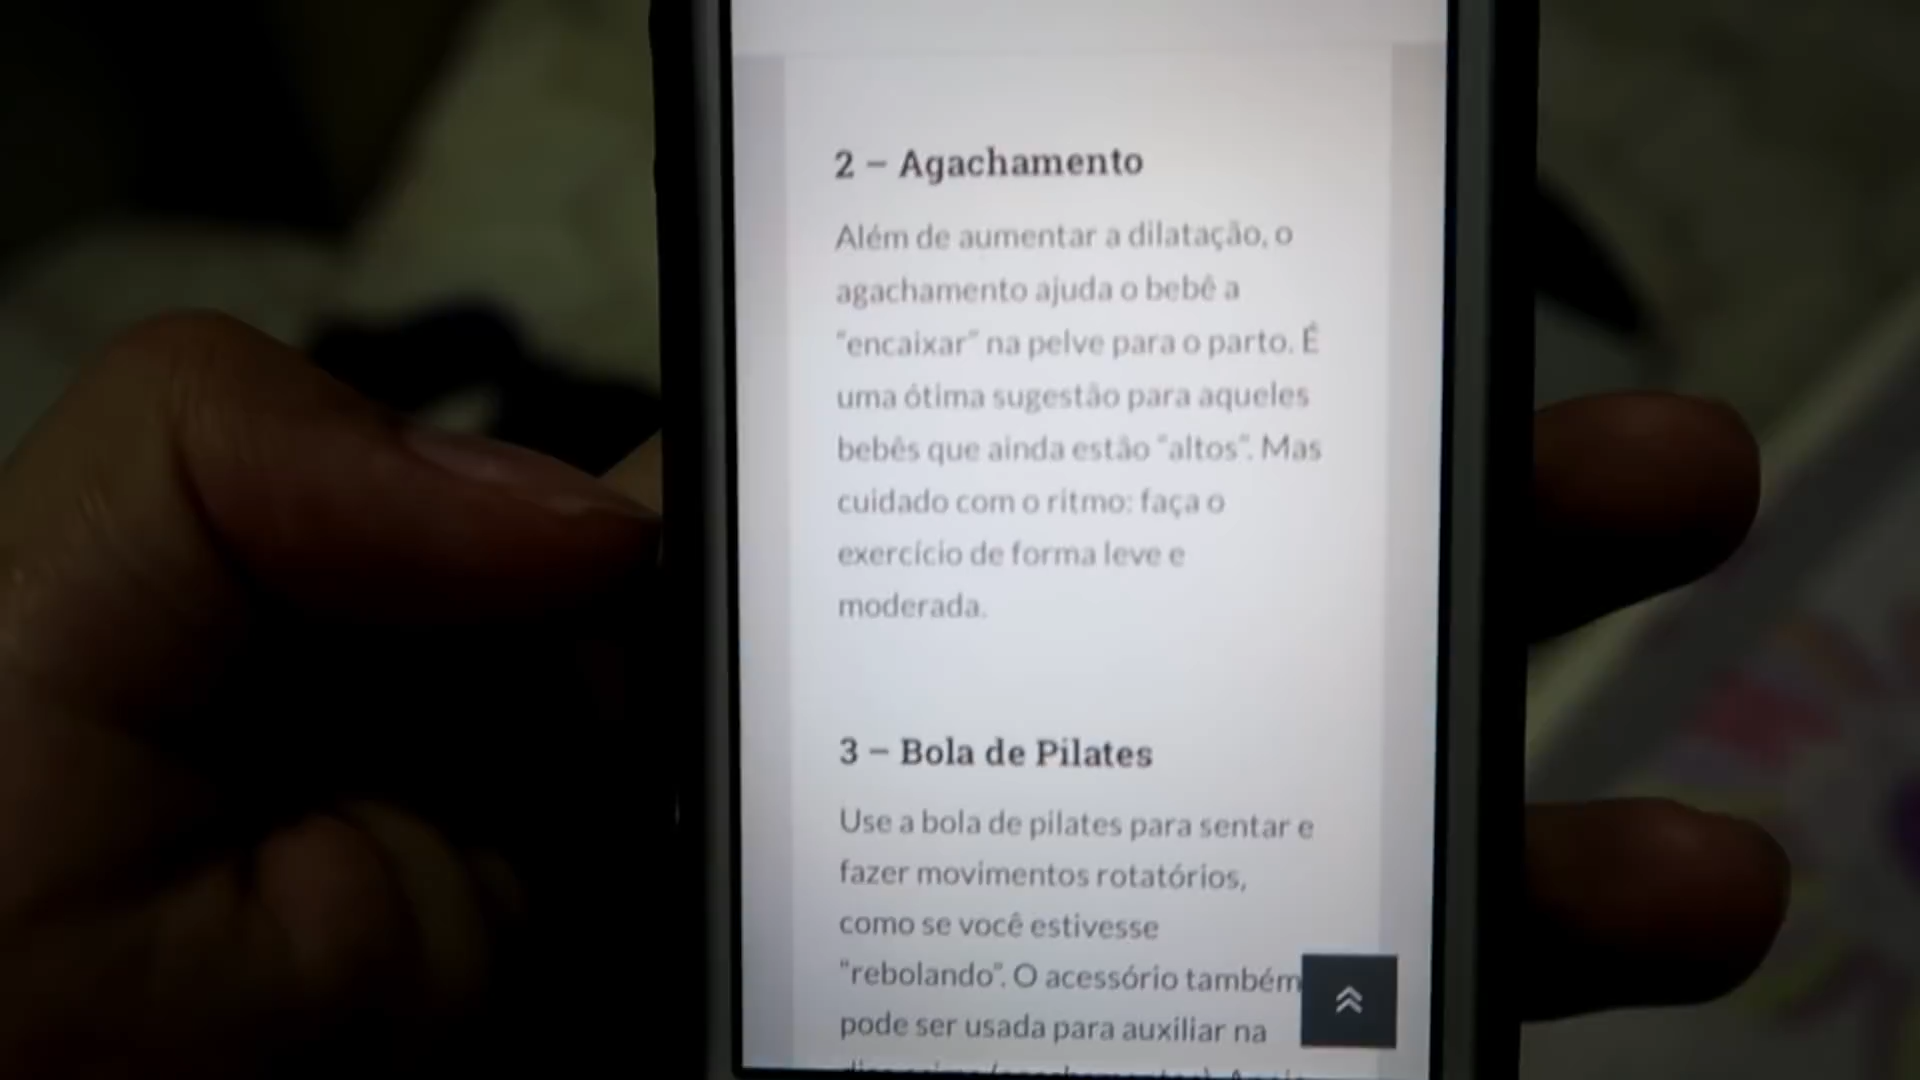 2 – Agachamento
Além de aumentar a dilatação, o
agachamento ajuda o bebê a
“encaixar” na pelve para o parto. É
uma ótima sugestão para aqueles
bebês que ainda estão “altos”. Mas
cuidado com o ritmo: faça o
exercício de forma leve e
moderada.
3 – Bola de Pilates
Use a bola de pilates para sentar e
fazer movimentos rotatórios,
como se você estivesse
“rebolando”. O acessório também
pode ser usada para auxiliar na